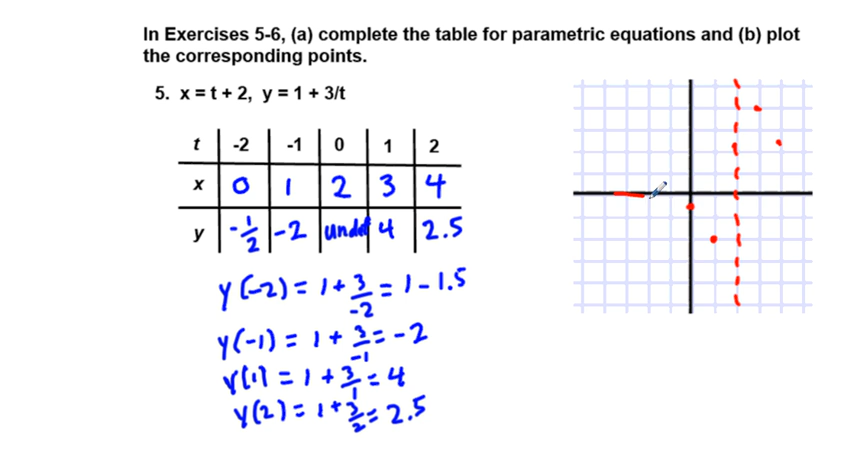 In Exercises 5-6, (a) complete the table for parametric equations and (b) plot
the corresponding points.
5. x = t + 2, y = 1 + 3/t
t -2 -1 0 1 2
x 0 1 2 3 4
y -1/2 -2 undef 4 2.5
y(-2) = 1 + 3/-2 = 1 - 1.5
y(-1) = 1 + 3/-1 = -2
y(1) = 1 + 3/1 = 4
y(2) = 1 + 3/2 = 2.5